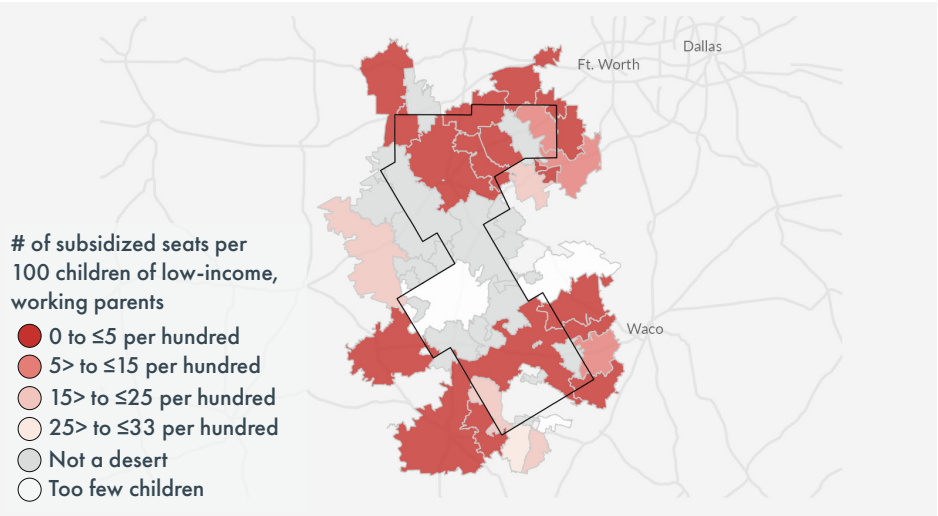 Dallas
Ft. Worth
# of subsidized seats per
100 children of low-income,
working parents
0 to ≤5 per hundred
5> to ≤15 per hundred
15> to ≤25 per hundred
25> to ≤33 per hundred
Not a desert
Too few children
Waco